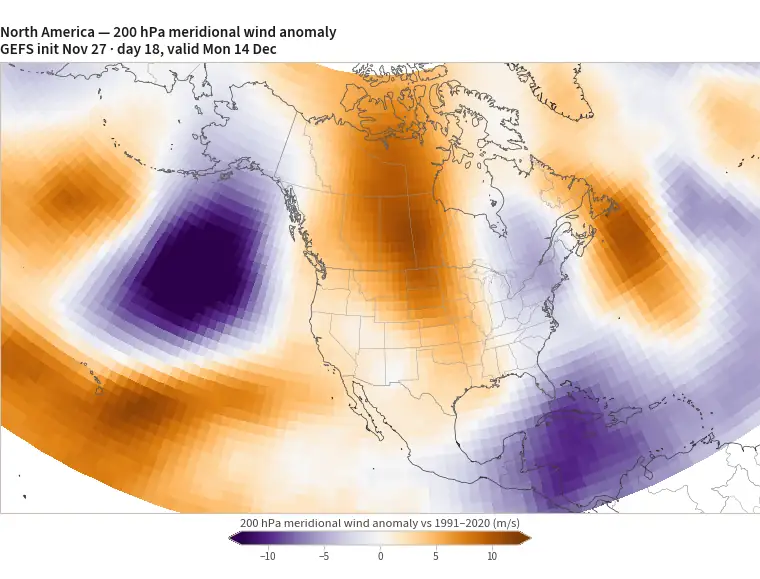 North America — 200 hPa meridional wind anomaly
GEFS init Nov 27 · day 18, valid Mon 14 Dec
200 hPa meridional wind anomaly vs 1991–2020 (m/s)
−10 −5 0 5 10